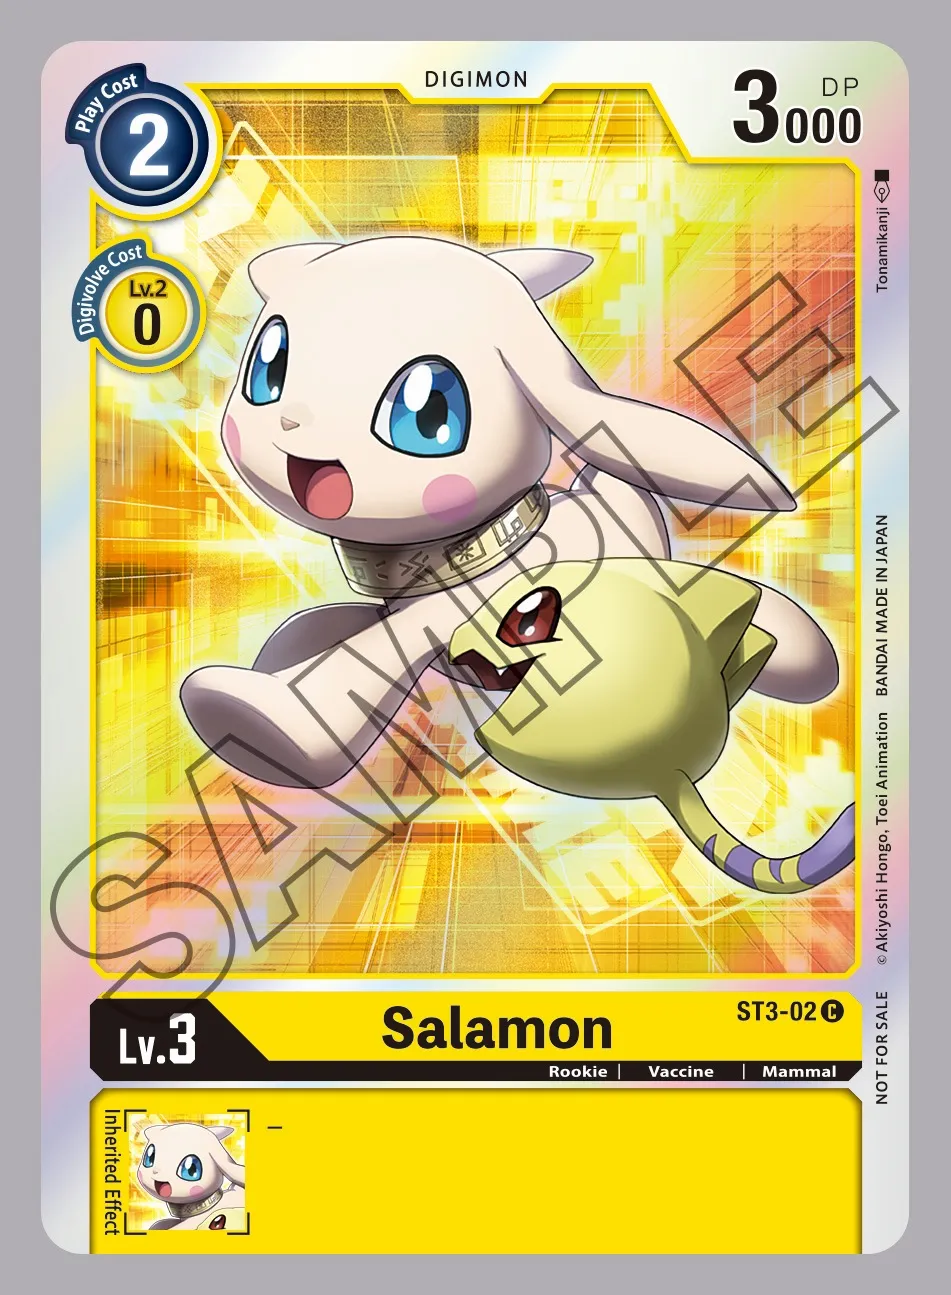 DIGIMON
Play Cost
2
3000
DP
Digivolve Cost
Lv.2
0
Tonamikanji
SAMPLE
BANDAI MADE IN JAPAN
© Akiyoshi Hongo, Toei Animation
NOT FOR SALE
Lv.3
Salamon
ST3-02 C
Rookie | Vaccine | Mammal
Inherited Effect
–